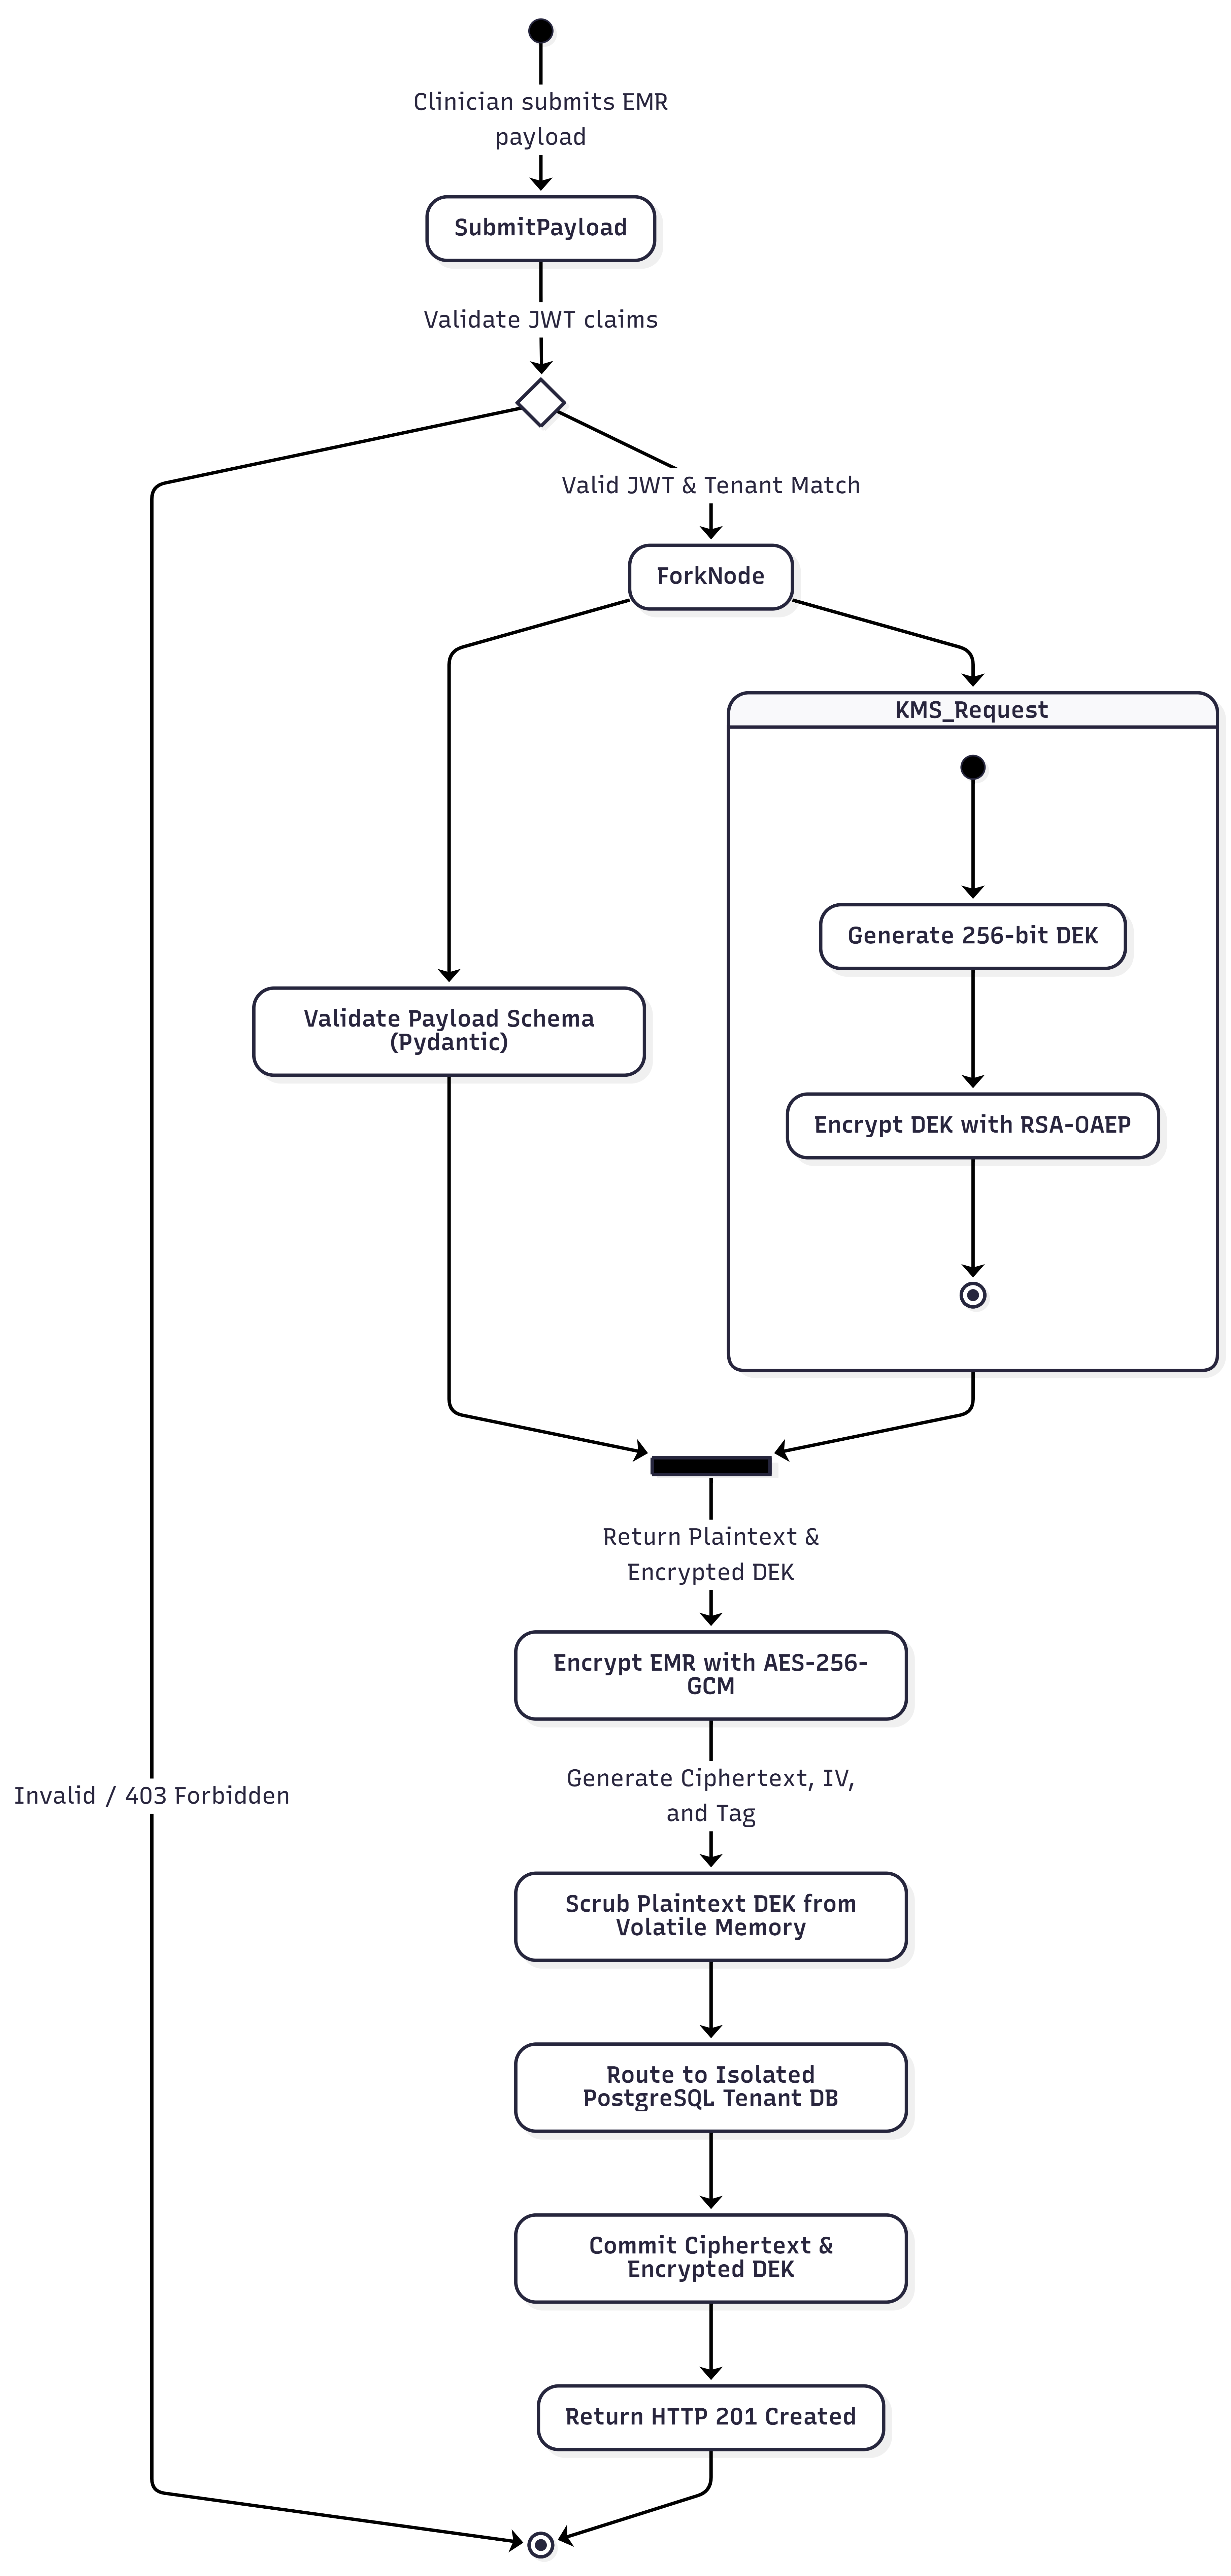 Clinician submits EMR
payload
SubmitPayload
Validate JWT claims
Valid JWT & Tenant Match
ForkNode
KMS_Request
Generate 256-bit DEK
Validate Payload Schema
(Pydantic)
Encrypt DEK with RSA-OAEP
Return Plaintext &
Encrypted DEK
Encrypt EMR with AES-256-
GCM
Generate Ciphertext, IV,
and Tag
Invalid / 403 Forbidden
Scrub Plaintext DEK from
Volatile Memory
Route to Isolated
PostgreSQL Tenant DB
Commit Ciphertext &
Encrypted DEK
Return HTTP 201 Created